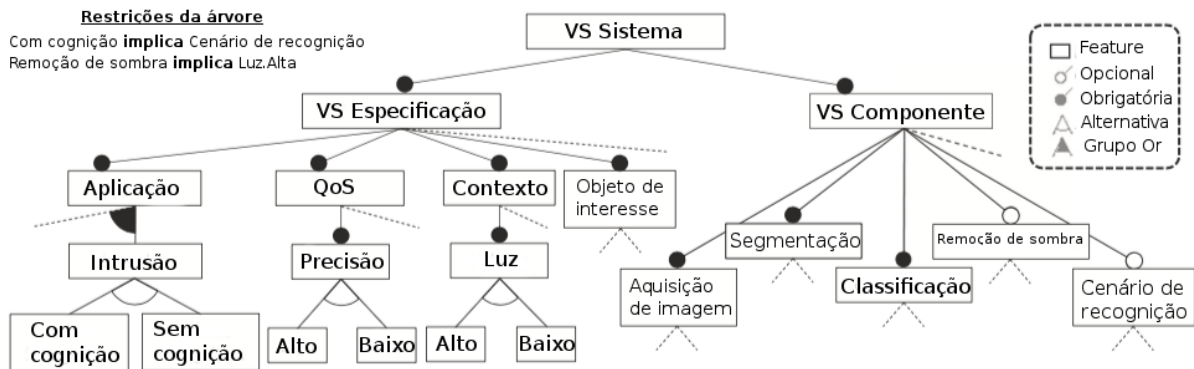 Restrições da árvore
Com cognição implica Cenário de recognição
Remoção de sombra implica Luz.Alta
VS Sistema
Feature
Opcional
Obrigatória
Alternativa
Grupo Or
VS Especificação
VS Componente
Aplicação
QoS
Contexto
Objeto de
interesse
Segmentação
Remoção de sombra
Intrusão
Precisão
Luz
Aquisição
de imagem
Classificação
Cenário de
recognição
Com
cognição
Sem
cognição
Alto
Baixo
Alto
Baixo